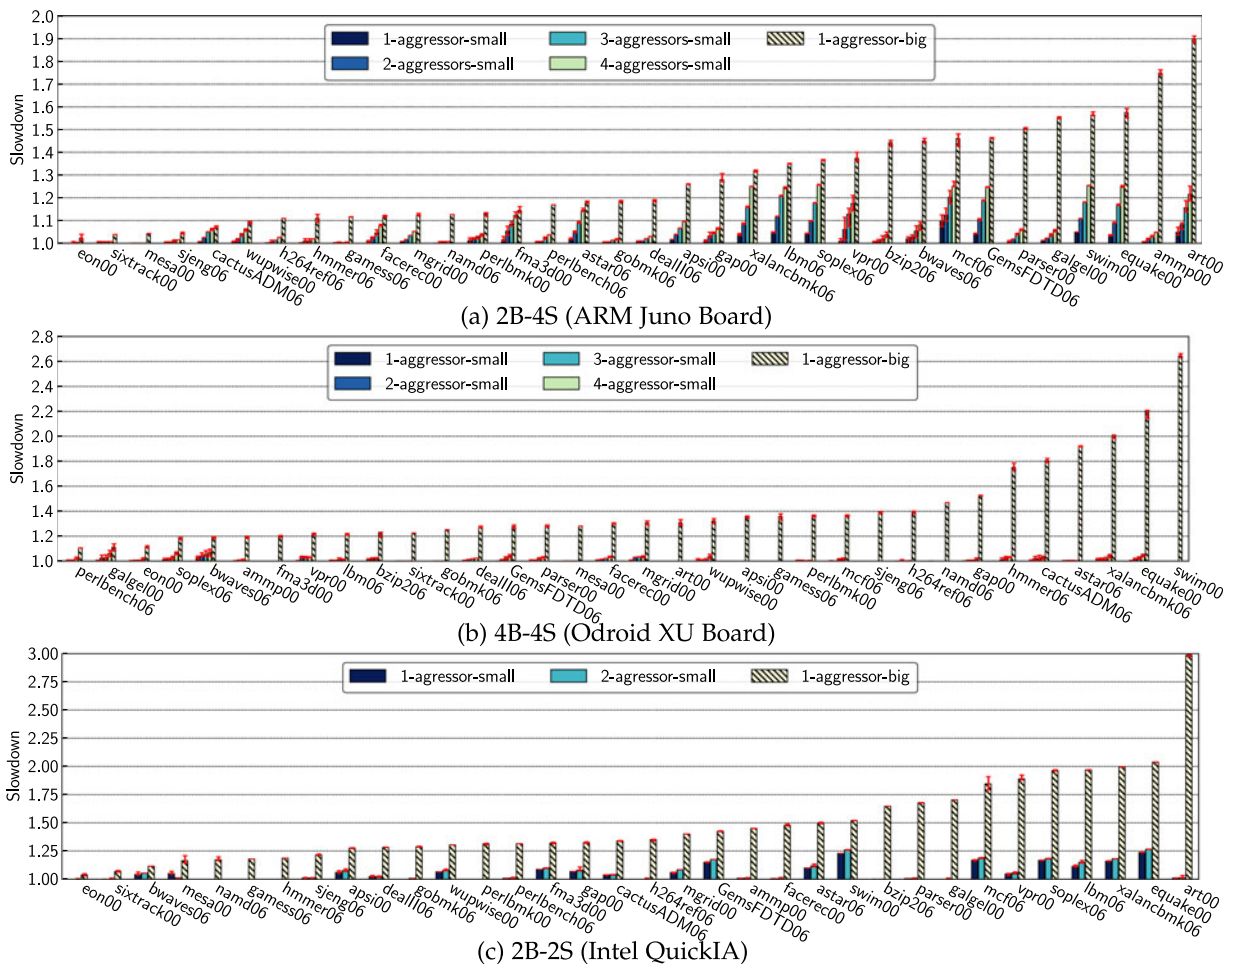 2.0
1.9
1.8
1.7
1.6
1.5
1.4
1.3
1.2
1.1
1.0
Slowdown
1-aggressor-small 3-aggressors-small 1-aggressor-big
2-aggressors-small 4-aggressors-small
eon00 sixtrack00 mesa00 sjeng06 cactusADM06 wupwise00 h264ref06 hmmer06 gamess06 facerec00 mgrid00 namd06 perlbmk00 fma3d00 perlbench06 astar06 gobmk06 dealII06 apsi00 gap00 xalancbmk06 lbm06 soplex06 vpr00 bzip206 bwaves06 mcf06 GemsFDTD06 parser00 galgel00 swim00 equake00 ammp00 art00
(a) 2B-4S (ARM Juno Board)
2.8
2.6
2.4
2.2
2.0
1.8
1.6
1.4
1.2
1.0
Slowdown
1-aggressor-small 3-aggressor-small 1-aggressor-big
2-aggressor-small 4-aggressor-small
perlbench06 galgel00 eon00 soplex06 bwaves06 ammp00 fma3d00 vpr00 lbm06 bzip206 sixtrack00 gobmk06 dealII06 GemsFDTD06 parser00 mesa00 facerec00 mgrid00 art00 wupwise00 apsi00 gamess06 perlbmk00 mcf06 sjeng06 h264ref06 namd06 gap00 hmmer06 cactusADM06 astar06 xalancbmk06 equake00 swim00
(b) 4B-4S (Odroid XU Board)
3.00
2.75
2.50
2.25
2.00
1.75
1.50
1.25
1.00
Slowdown
1-agressor-small 2-agressor-small 1-aggressor-big
eon00 sixtrack00 bwaves06 mesa00 namd06 gamess06 hmmer06 sjeng06 apsi00 dealII06 gobmk06 wupwise00 perlbmk00 perlbench06 fma3d00 gap00 cactusADM06 h264ref06 mgrid00 GemsFDTD06 ammp00 facerec00 astar06 swim00 bzip206 parser00 galgel00 mcf06 vpr00 soplex06 lbm06 xalancbmk06 equake00 art00
(c) 2B-2S (Intel QuickIA)